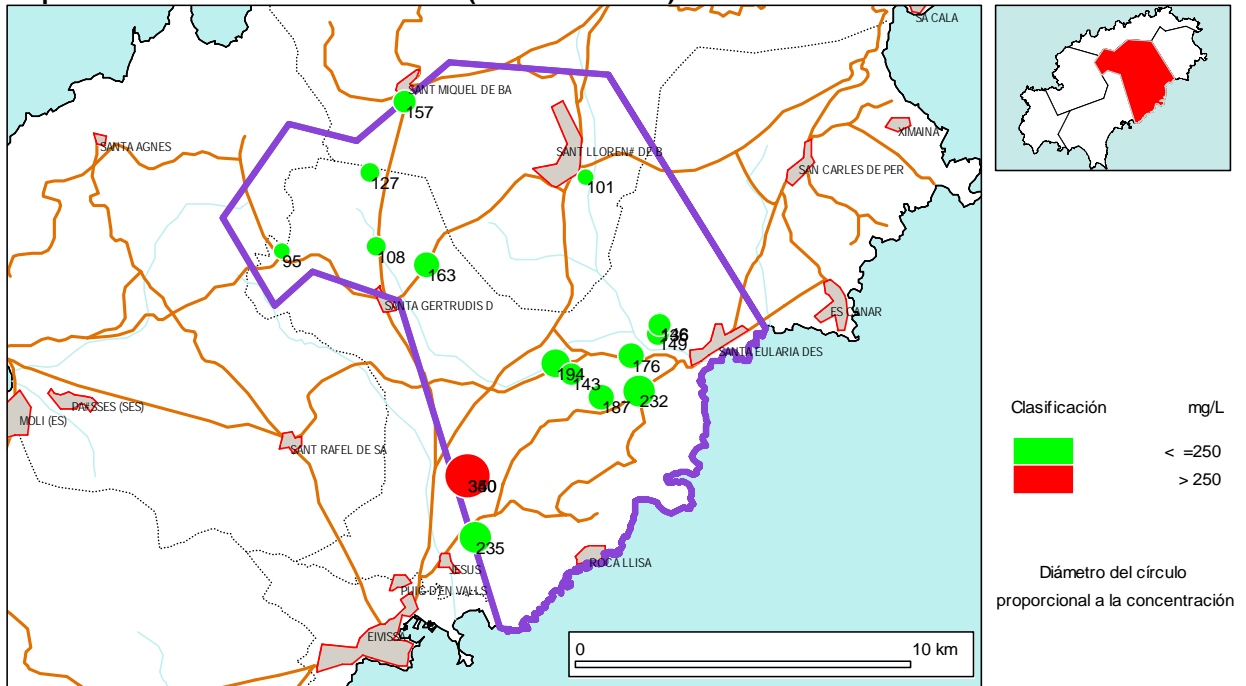 SA CALA
SANT MIQUEL DE BA
157
SANTA AGNES
XIMAINA
SANT LLOREN# DE B
SAN CARLES DE PER
127
101
95
108
163
SANTA GERTRUDIS D
ES CANAR
149
SANTA EULARIA DES
176
194
143
187
232
PA#SSES (SES)
MOLI (ES)
SANT RAFEL DE SA
235
JESUS
ROCA LLISA
PUIG D'EN VALLS
EIVISSA
0
10 km
Clasificación mg/L
< =250
> 250
Diámetro del círculo
proporcional a la concentración